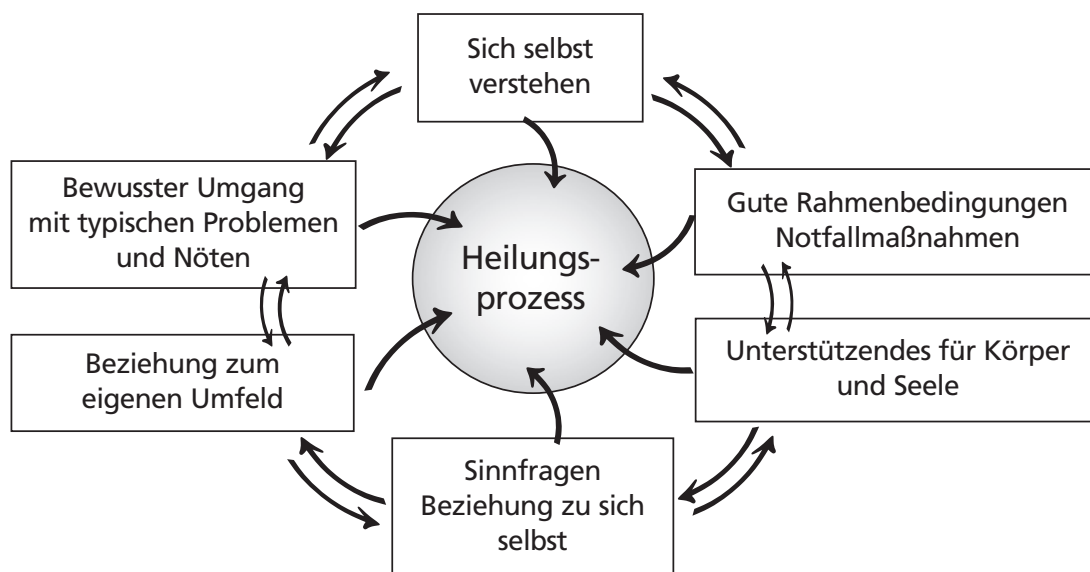 Sich selbst
verstehen
Bewusster Umgang
mit typischen Problemen
und Nöten
Gute Rahmenbedingungen
Notfallmaßnahmen
Heilungs-
prozess
Beziehung zum
eigenen Umfeld
Unterstützendes für Körper
und Seele
Sinnfragen
Beziehung zu sich
selbst